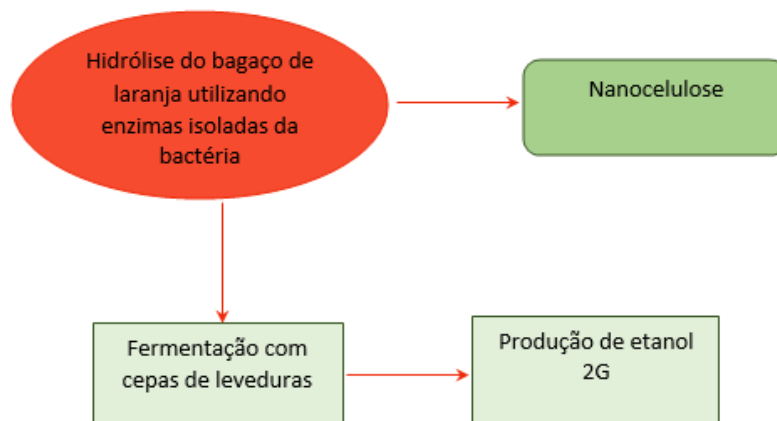 Hidrólise do bagaço de
laranja utilizando
enzimas isoladas da
bactéria
Nanocelulose
Fermentação com
cepas de leveduras
Produção de etanol
2G